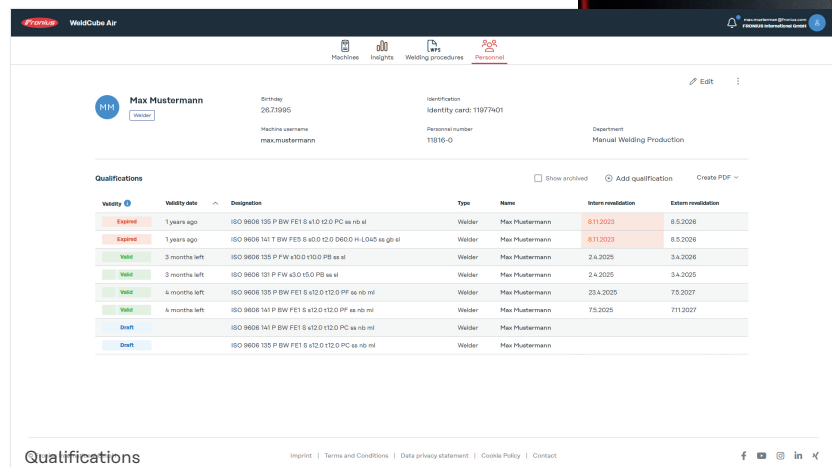 Fronius WeldCube Air
max.mustermann@fronius.com
FRONIUS International GmbH
Machines Insights WPS Welding procedures Personnel
Edit
MM Max Mustermann
Welder
Birthday
26.7.1995
Identification
Identity card: 11977401
Machine username
max.mustermann
Personnel number
11816-0
Department
Manual Welding Production
Qualifications Show archived Add qualification Create PDF
Validity Validity date Designation Type Name Intern revalidation Extern revalidation
Expired 1 years ago ISO 9606 135 P BW FE1 S s1.0 t2.0 PC ss nb sl Welder Max Mustermann 8.11.2023 8.5.2026
Expired 1 years ago ISO 9606 141 T BW FE5 S s0.0 t2.0 D60.0 H-L045 ss gb sl Welder Max Mustermann 8.11.2023 8.5.2026
Valid 3 months left ISO 9606 135 P FW s10.0 t10.0 PB ss sl Welder Max Mustermann 2.4.2025 3.4.2026
Valid 3 months left ISO 9606 131 P FW s3.0 t5.0 PB ss sl Welder Max Mustermann 2.4.2025 3.4.2025
Valid 4 months left ISO 9606 135 P BW FE1 S s12.0 t12.0 PF ss nb ml Welder Max Mustermann 23.4.2025 7.5.2027
Valid 4 months left ISO 9606 141 P BW FE1 S s12.0 t12.0 PF ss nb ml Welder Max Mustermann 7.5.2025 7.11.2027
Draft ISO 9606 141 P BW FE1 S s12.0 t12.0 PC ss nb ml Welder Max Mustermann
Draft ISO 9606 135 P BW FE1 S s12.0 t12.0 PC ss nb ml Welder Max Mustermann
Qualifications
Imprint | Terms and Conditions | Data privacy statement | Cookie Policy | Contact